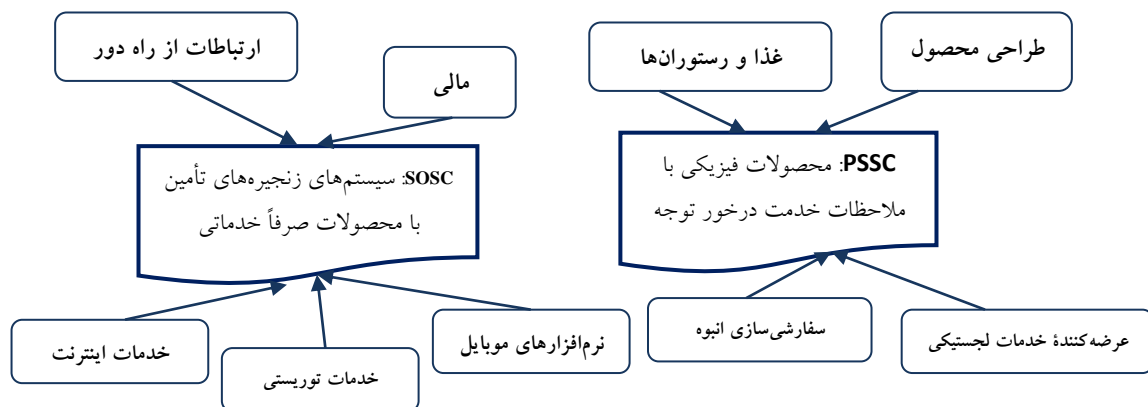 طراحی محصول
غذا و رستوران‌ها
PSSC: محصولات فیزیکی با
ملاحظات خدمت درخور توجه
عرضه‌کنندۀ خدمات لجستیکی
سفارشی‌سازی انبوه
ارتباطات از راه دور
مالی
SOSC: سیستم‌های زنجیره‌های تأمین
با محصولات صرفاً خدماتی
نرم‌افزارهای موبایل
خدمات توریستی
خدمات اینترنت